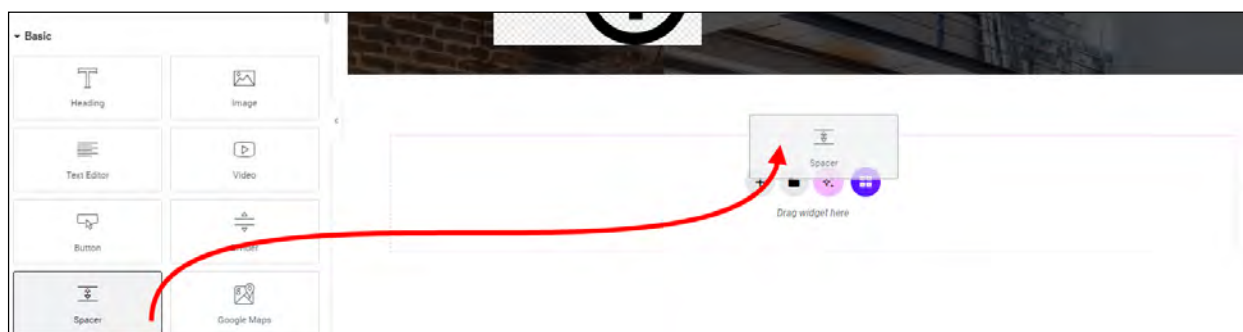 Basic
Heading
Image
Text Editor
Video
Button
Divider
Spacer
Google Maps
Spacer
Drag widget here